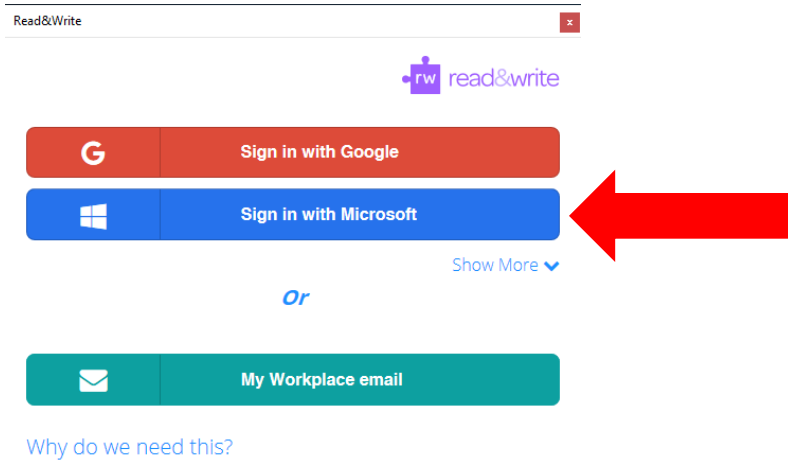 Read&Write
x
rw read&write
G Sign in with Google
Sign in with Microsoft
Show More
Or
My Workplace email
Why do we need this?